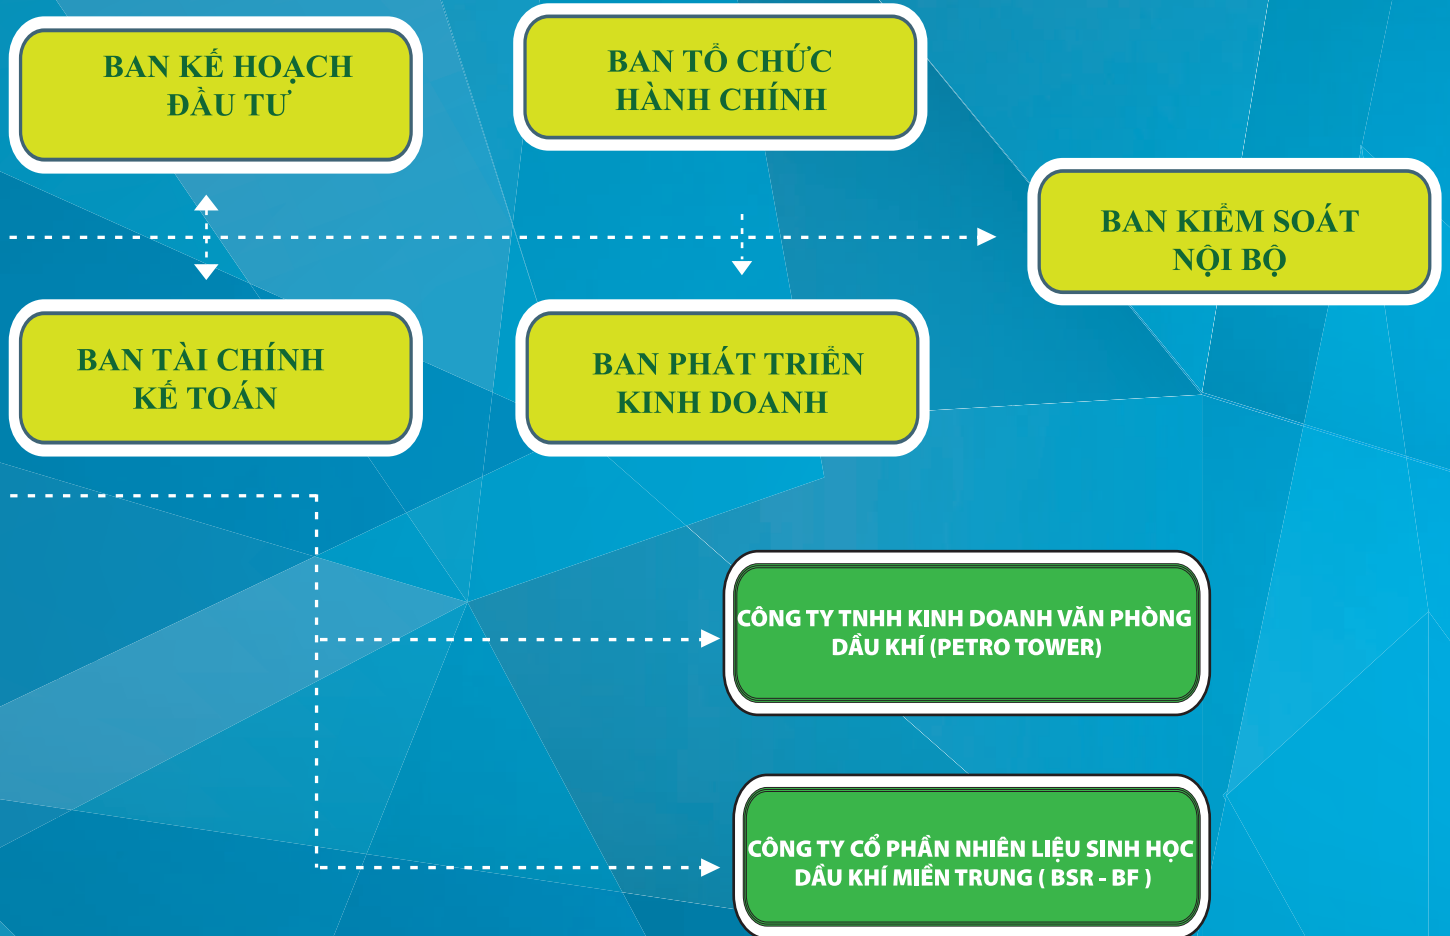 BAN KẾ HOẠCH
ĐẦU TƯ
BAN TỔ CHỨC
HÀNH CHÍNH
BAN KIỂM SOÁT
NỘI BỘ
BAN TÀI CHÍNH
KẾ TOÁN
BAN PHÁT TRIỂN
KINH DOANH
CÔNG TY TNHH KINH DOANH VĂN PHÒNG
DẦU KHÍ (PETRO TOWER)
CÔNG TY CỔ PHẦN NHIÊN LIỆU SINH HỌC
DẦU KHÍ MIỀN TRUNG ( BSR - BF )